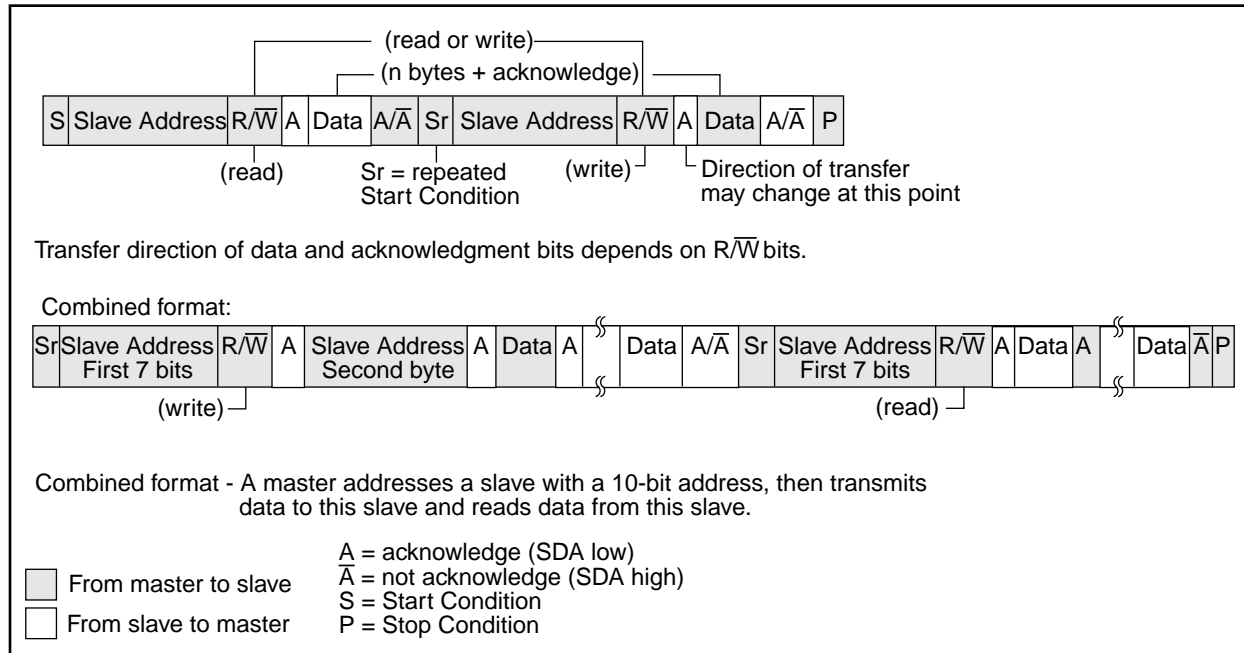 (read or write)
(n bytes + acknowledge)
S Slave Address R/W̅ A Data A/A̅ Sr Slave Address R/W̅ A Data A/A̅ P
(read) Sr = repeated Start Condition (write) Direction of transfer may change at this point
Transfer direction of data and acknowledgment bits depends on R/W̅ bits.
Combined format:
Sr Slave Address First 7 bits R/W̅ A Slave Address Second byte A Data A Data A/A̅ Sr Slave Address First 7 bits R/W̅ A Data A Data A̅ P
(write) (read)
Combined format - A master addresses a slave with a 10-bit address, then transmits
data to this slave and reads data from this slave.
From master to slave
From slave to master
A = acknowledge (SDA low)
A̅ = not acknowledge (SDA high)
S = Start Condition
P = Stop Condition